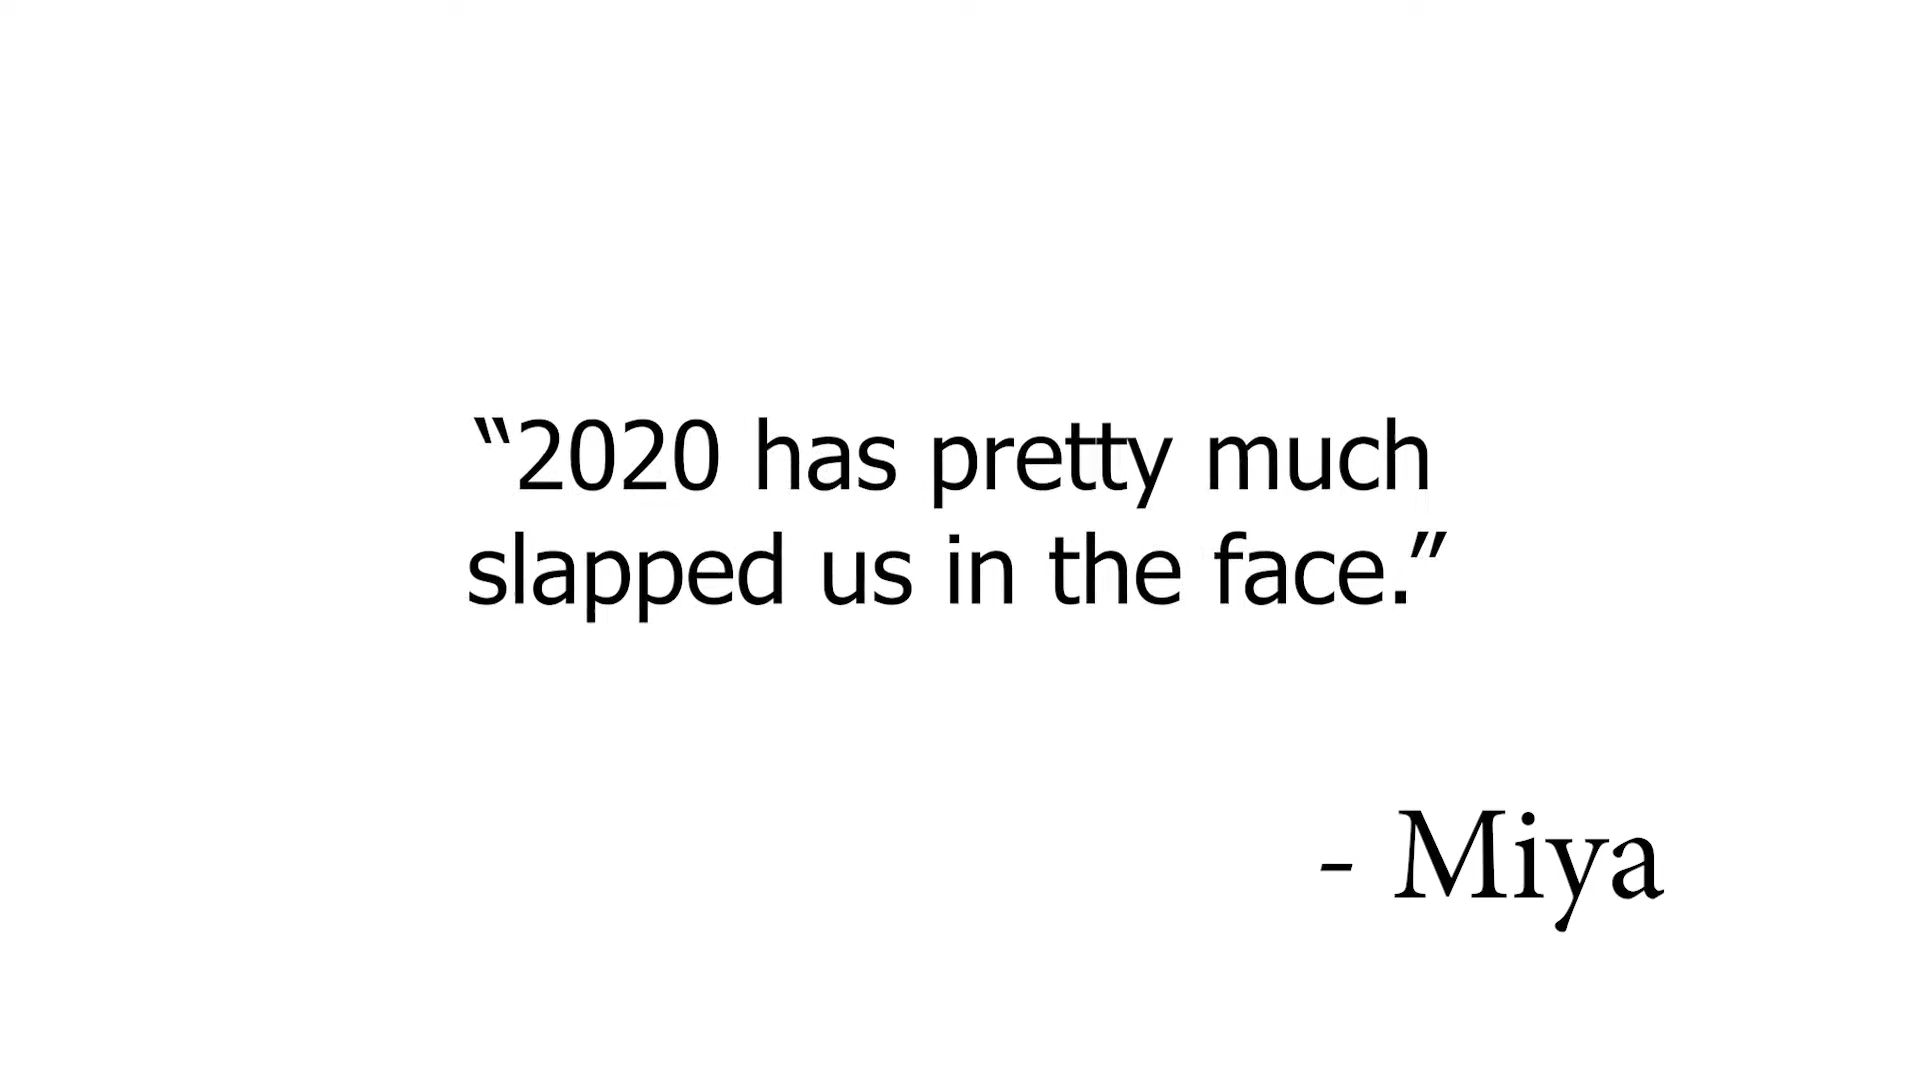 “2020 has pretty much
slapped us in the face.”
- Miya